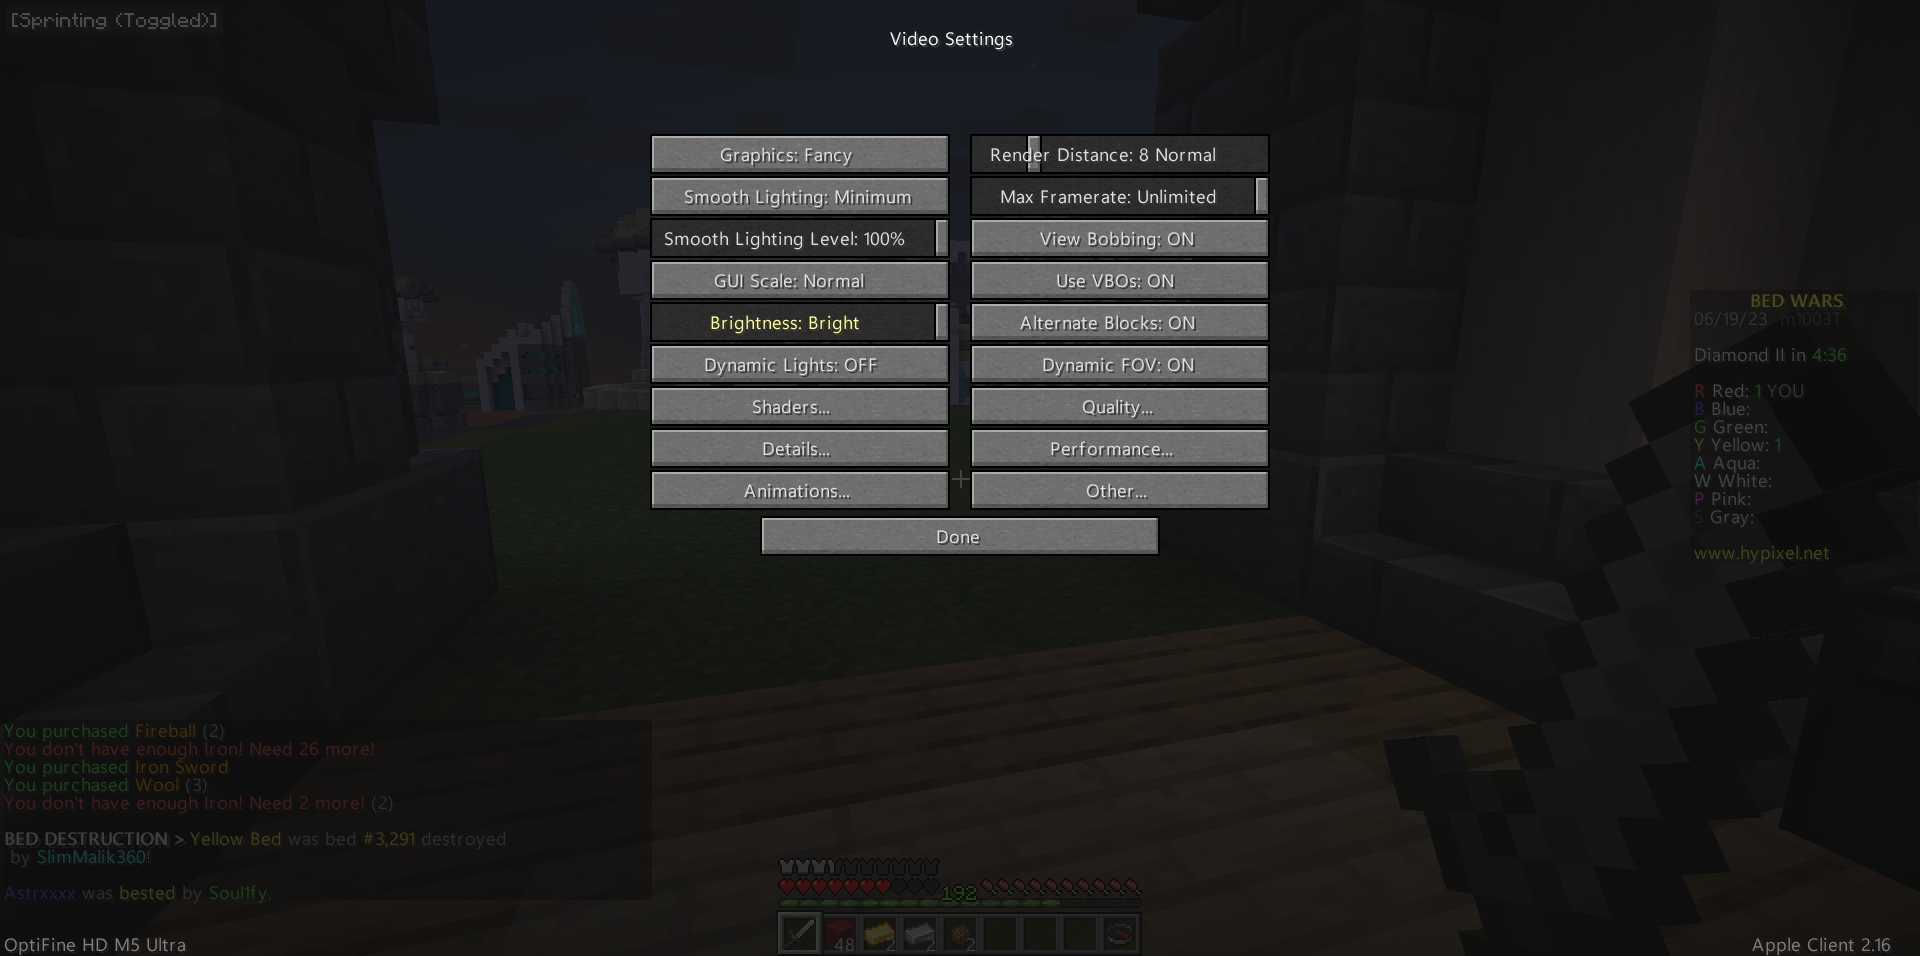 [Sprinting (Toggled)]
Video Settings
Graphics: Fancy
Render Distance: 8 Normal
Smooth Lighting: Minimum
Max Framerate: Unlimited
Smooth Lighting Level: 100%
View Bobbing: ON
GUI Scale: Normal
Use VBOs: ON
Brightness: Bright
Alternate Blocks: ON
Dynamic Lights: OFF
Dynamic FOV: ON
Shaders...
Quality...
Details...
Performance...
Animations...
Other...
Done
BED WARS
06/19/23 m1003T
Diamond II in 4:36
R Red: 1 YOU
B Blue:
G Green:
Y Yellow: 1
A Aqua:
W White:
P Pink:
S Gray:
www.hypixel.net
You purchased Fireball (2)
You don't have enough Iron! Need 26 more!
You purchased Iron Sword
You purchased Wool (3)
You don't have enough Iron! Need 2 more! (2)
BED DESTRUCTION > Yellow Bed was bed #3,291 destroyed
by SlimMalik360!
Astrxxxx was bested by Soul1fy.
192
48 2 2 2
OptiFine HD M5 Ultra
Apple Client 2.16